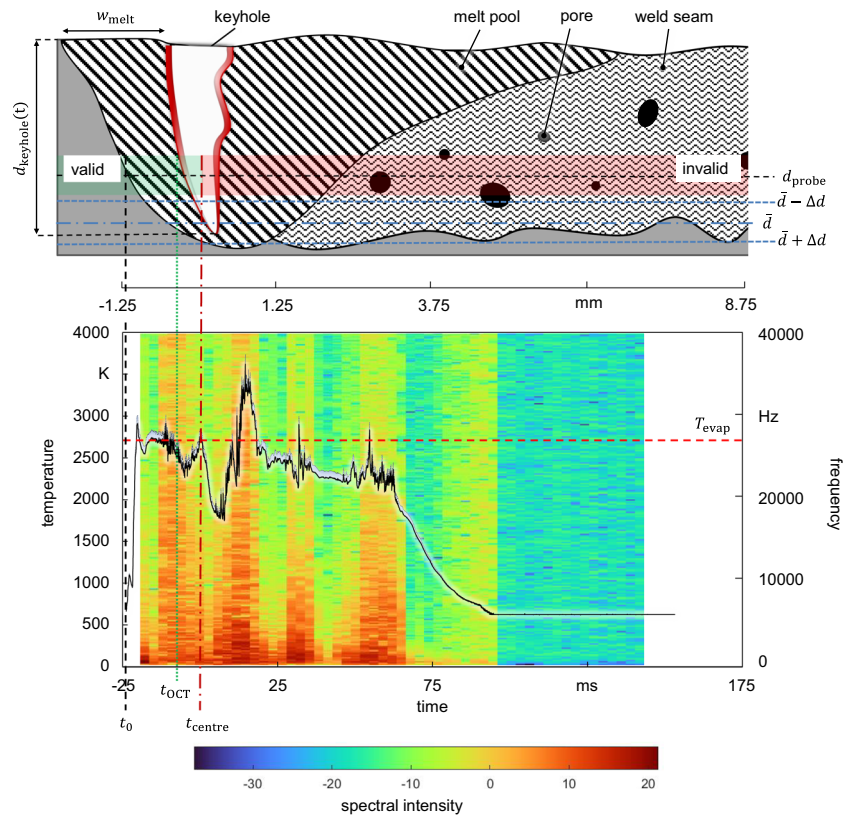 w_melt
keyhole
melt pool
pore
weld seam
d_keyhole(t)
valid
invalid
d_probe
d̄ − Δd
d̄
d̄ + Δd
-1.25
1.25
3.75
mm
8.75
4000
K
3000
2500
2000
1500
1000
500
0
temperature
T_evap
40000
Hz
20000
10000
0
frequency
-25
25
75
ms
175
time
t_OCT
t_0
t_centre
-30
-20
-10
0
10
20
spectral intensity